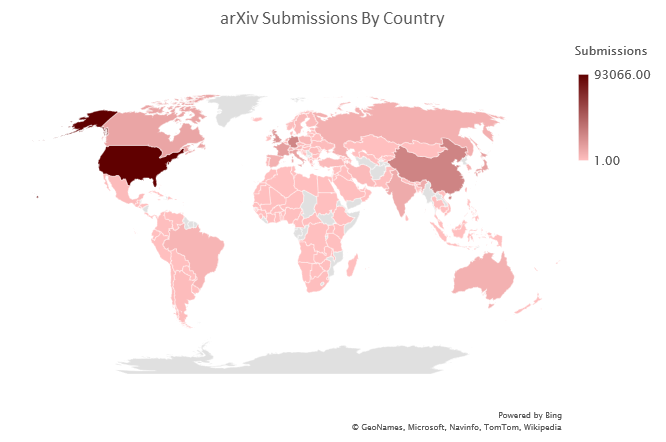 arXiv Submissions By Country
Submissions
93066.00
1.00
Powered by Bing
© GeoNames, Microsoft, Navinfo, TomTom, Wikipedia